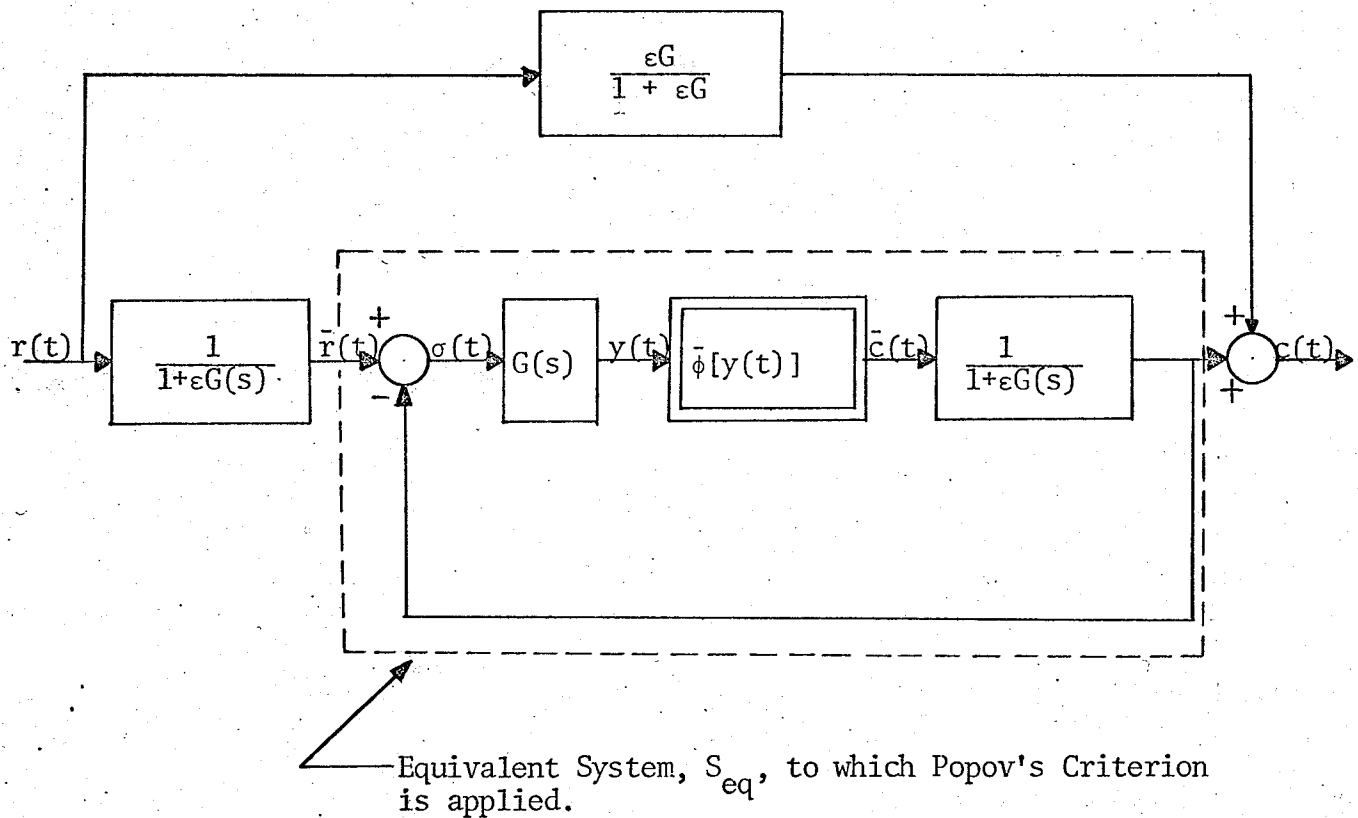 εG
1 + εG
r(t)
1
1+εG(s)
r̄(t)
+
-
σ(t)
G(s)
y(t)
φ̄[y(t)]
c̄(t)
1
1+εG(s)
+
+
c(t)
Equivalent System, S_eq, to which Popov's Criterion
is applied.